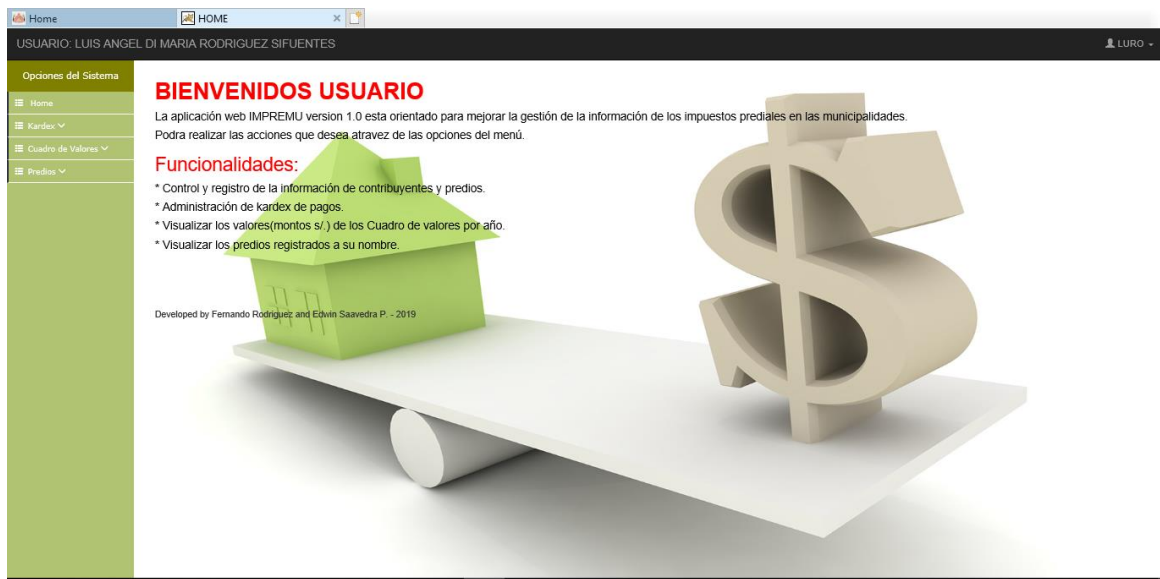 Home
HOME
USUARIO: LUIS ANGEL DI MARIA RODRIGUEZ SIFUENTES
LURO
Opciones del Sistema
Home
Kardex
Cuadro de Valores
Predios
BIENVENIDOS USUARIO
La aplicación web IMPREMU version 1.0 esta orientado para mejorar la gestión de la información de los impuestos prediales en las municipalidades.
Podra realizar las acciones que desea atravez de las opciones del menú.
Funcionalidades:
* Control y registro de la información de contribuyentes y predios.
* Administración de kardex de pagos.
* Visualizar los valores(montos s/.) de los Cuadro de valores por año.
* Visualizar los predios registrados a su nombre.
Developed by Fernando Rodriguez and Edwin Saavedra P. - 2019